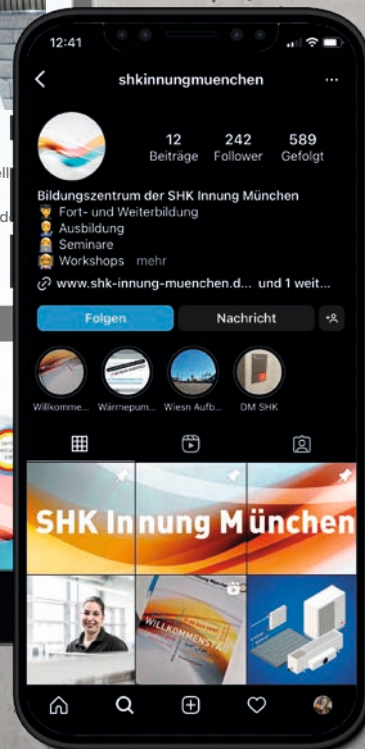 12:41
shkinnungmuenchen
12 242 589
Beiträge Follower Gefolgt
Bildungszentrum der SHK Innung München
Fort- und Weiterbildung
Ausbildung
Seminare
Workshops mehr
www.shk-innung-muenchen.d... und 1 weit...
Folgen Nachricht
Willkomme... Wärmepum... Wiesn Aufb... DM SHK
SHK Innung München
WILLKOMMENSTAG